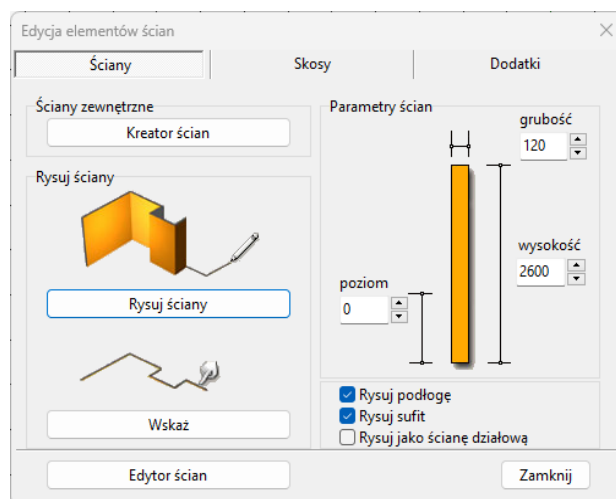 Edycja elementów ścian
Ściany
Skosy
Dodatki
Ściany zewnętrzne
Kreator ścian
Rysuj ściany
Rysuj ściany
Wskaż
Edytor ścian
Parametry ścian
grubość
120
wysokość
2600
poziom
0
Rysuj podłogę
Rysuj sufit
Rysuj jako ścianę działową
Zamknij